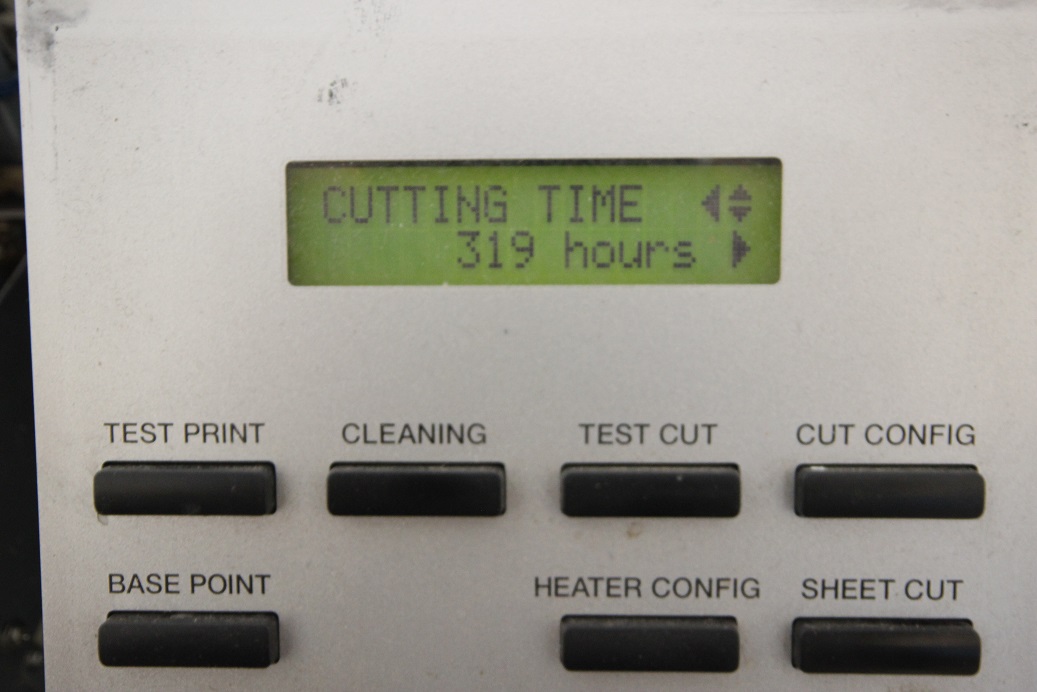 CUTTING TIME
319 hours
TEST PRINT CLEANING TEST CUT CUT CONFIG
BASE POINT HEATER CONFIG SHEET CUT